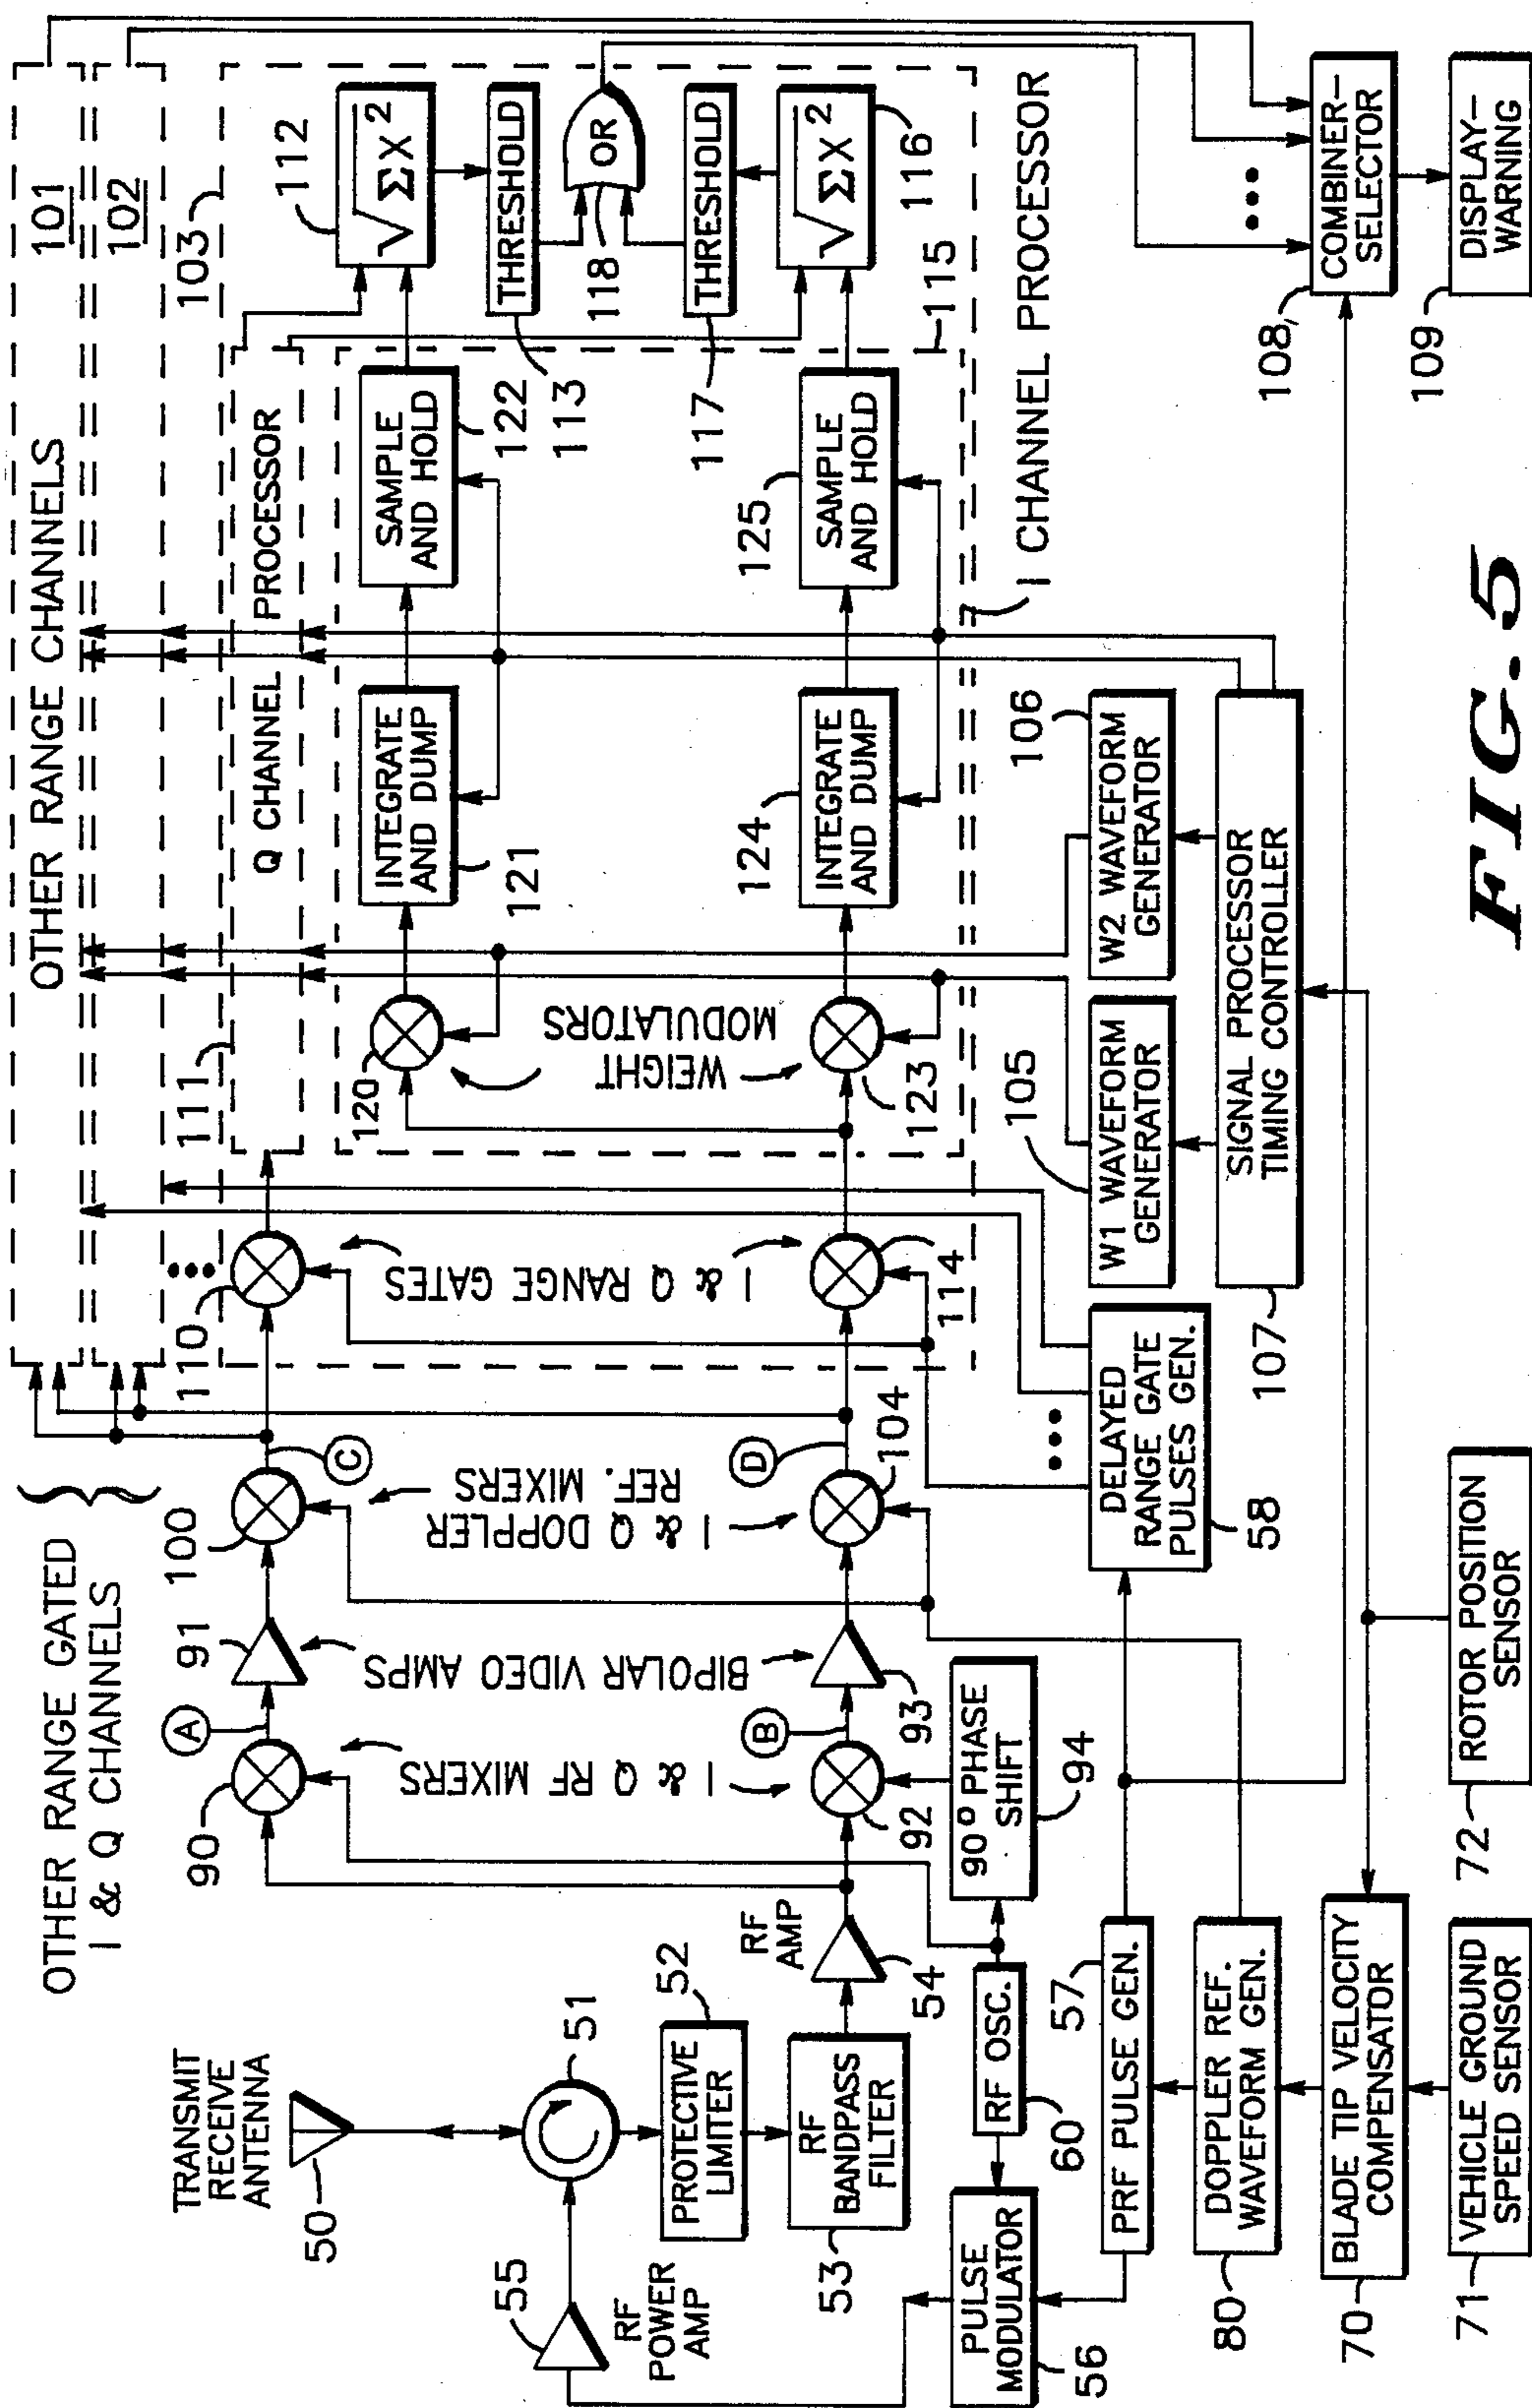 OTHER RANGE GATED
I & Q CHANNELS
OTHER RANGE CHANNELS
101
102
103
TRANSMIT
RECEIVE
ANTENNA
50
51
55
RF
POWER
AMP
PROTECTIVE
LIMITER
52
RF
BANDPASS
FILTER
53
RF
AMP
54
PULSE
MODULATOR
56
RF OSC.
60
90° PHASE
SHIFT
94
PRF PULSE GEN.
57
DOPPLER REF.
WAVEFORM GEN.
80
BLADE TIP VELOCITY
COMPENSATOR
70
VEHICLE GROUND
SPEED SENSOR
71
ROTOR POSITION
SENSOR
72
90
A
91
I & Q RF MIXERS
BIPOLAR VIDEO AMPS
92
B
93
100
C
I & Q DOPPLER
REF. MIXERS
D
104
110
I & Q RANGE GATES
114
DELAYED
RANGE GATE
PULSES GEN.
58
111
Q CHANNEL PROCESSOR
120
WEIGHT
MODULATORS
123
INTEGRATE
AND DUMP
121
SAMPLE
AND HOLD
122
INTEGRATE
AND DUMP
124
SAMPLE
AND HOLD
125
112
√ΣX²
THRESHOLD
113
OR
118
THRESHOLD
117
√ΣX²
116
115
I CHANNEL PROCESSOR
W1 WAVEFORM
GENERATOR
105
W2 WAVEFORM
GENERATOR
106
SIGNAL PROCESSOR
TIMING CONTROLLER
107
COMBINER-
SELECTOR
108
DISPLAY-
WARNING
109
FIG. 5